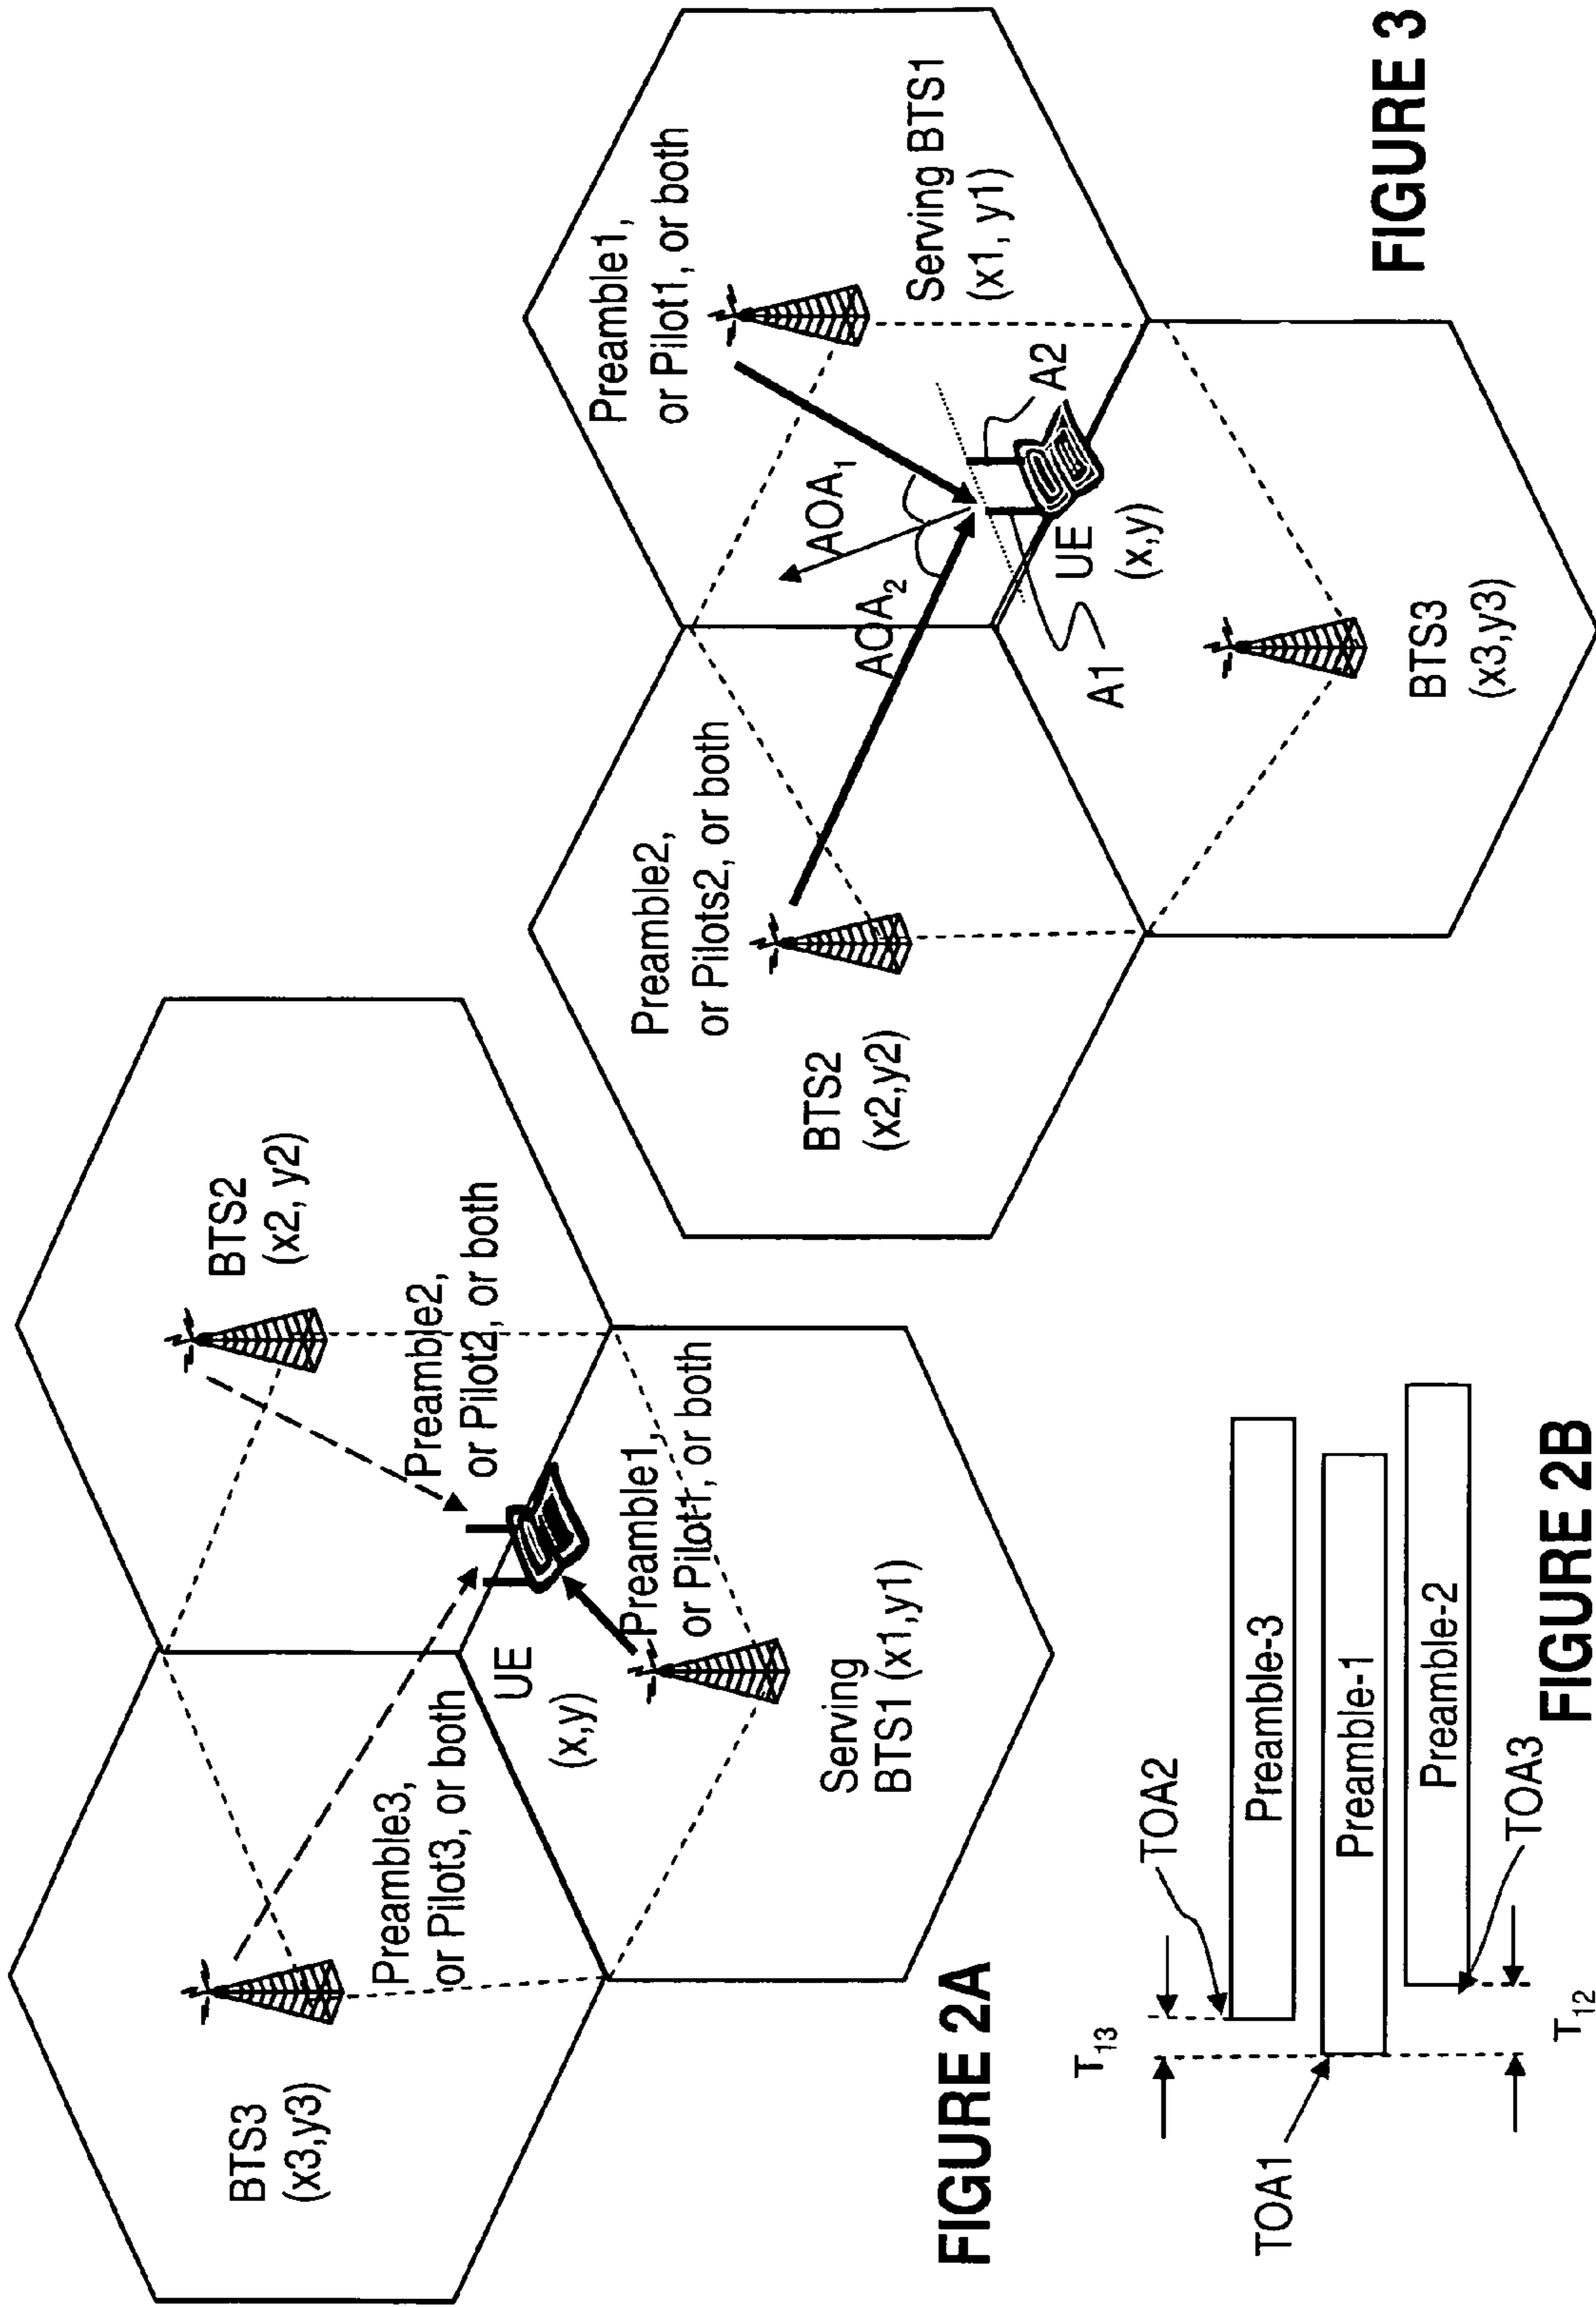 BTS3
(x3,y3)
Preamble3,
or Pilot3, or both
BTS2
(x2, y2)
Preamble2,
or Pilot2, or both
UE
(x,y)
Preamble1,
or Pilot1, or both
Serving
BTS1 (x1,y1)
FIGURE 2A
T13
TOA2
TOA1
Preamble-3
Preamble-1
Preamble-2
TOA3
T12
FIGURE 2B
Preamble2,
or Pilots2, or both
BTS2
(x2,y2)
Preamble1,
or Pilot1, or both
Serving BTS1
(x1, y1)
AOA1
AOA2
A2
UE
(x,y)
A1
BTS3
(x3,y3)
FIGURE 3